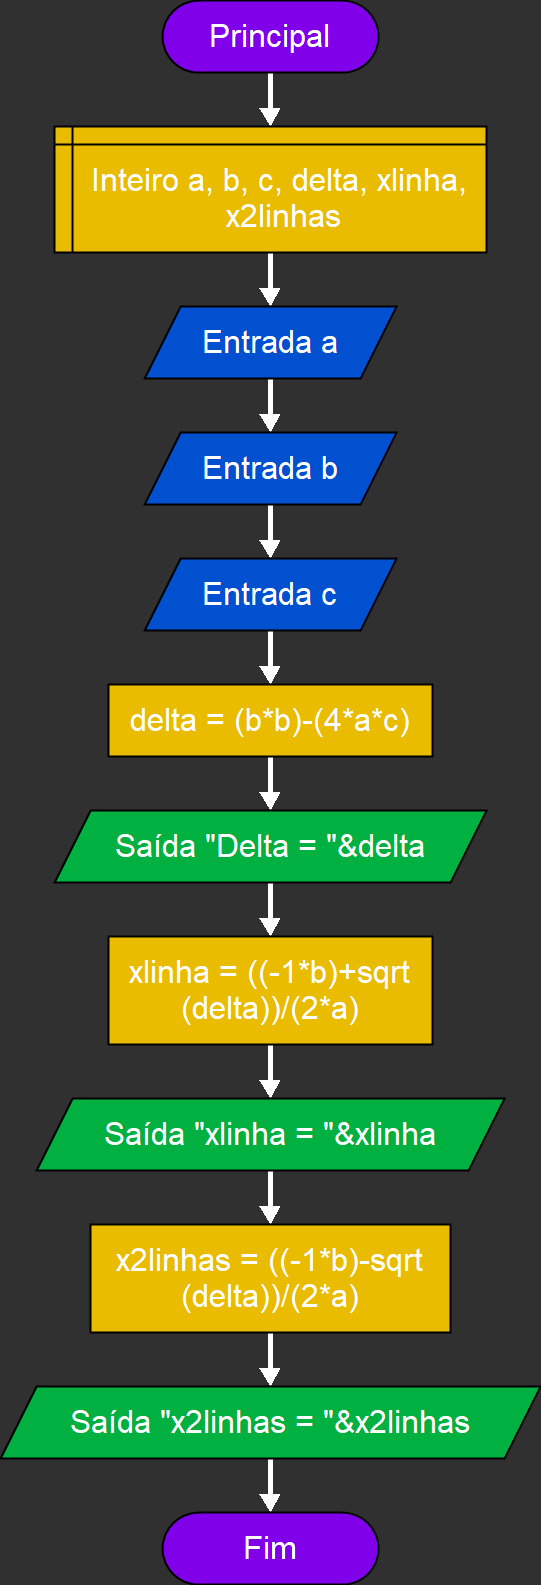 Principal
Inteiro a, b, c, delta, xlinha,
x2linhas
Entrada a
Entrada b
Entrada c
delta = (b*b)-(4*a*c)
Saída "Delta = "&delta
xlinha = ((-1*b)+sqrt
(delta))/(2*a)
Saída "xlinha = "&xlinha
x2linhas = ((-1*b)-sqrt
(delta))/(2*a)
Saída "x2linhas = "&x2linhas
Fim